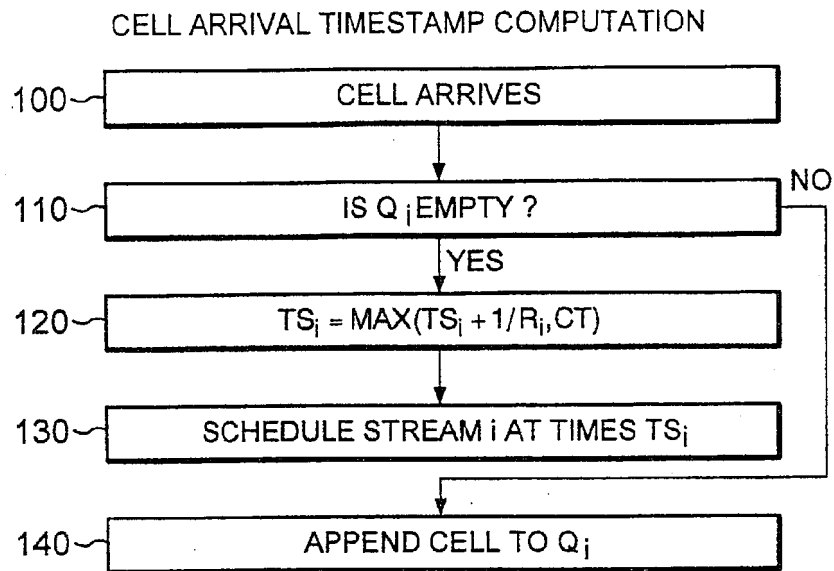 CELL ARRIVAL TIMESTAMP COMPUTATION
100 CELL ARRIVES
110 IS Q i EMPTY ?
NO
YES
120 TSi = MAX(TSi + 1/Ri,CT)
130 SCHEDULE STREAM i AT TIMES TSi
140 APPEND CELL TO Qi